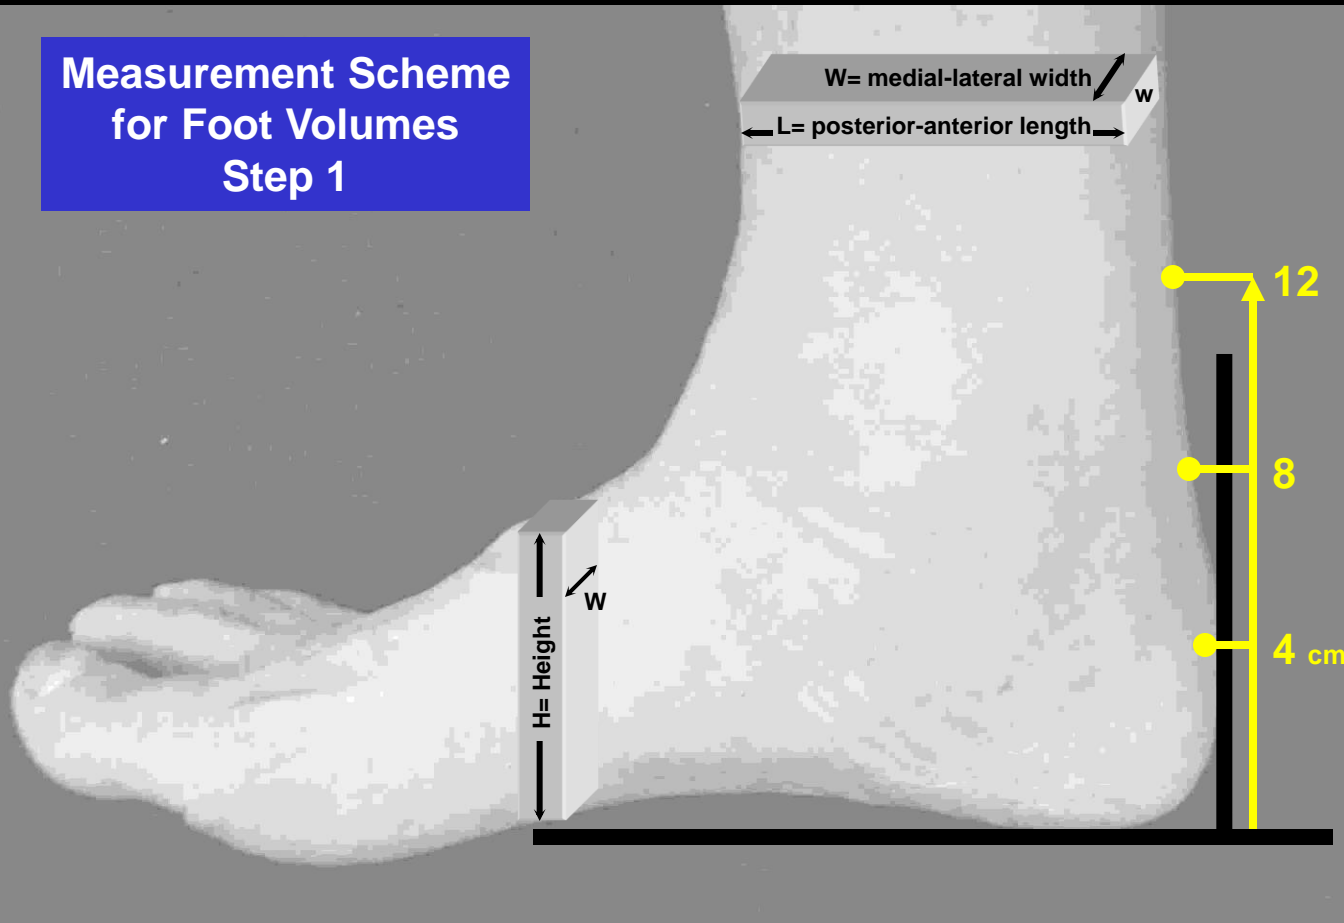 Measurement Scheme
for Foot Volumes
Step 1
W= medial-lateral width
w
L= posterior-anterior length
12
8
W
H= Height
4 cm